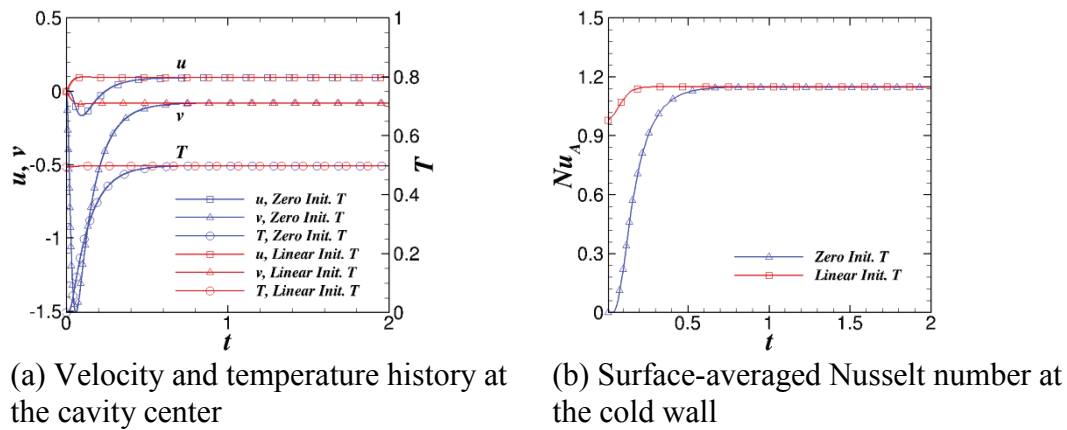 0.5
0
-0.5
-1
-1.5
u, v
1
0.8
0.6
0.4
0.2
0
T
u
v
T
u, Zero Init. T
v, Zero Init. T
T, Zero Init. T
u, Linear Init. T
v, Linear Init. T
T, Linear Init. T
0 1 2
t
(a) Velocity and temperature history at
the cavity center
1.5
1.2
0.9
0.6
0.3
0
Nu_A
Zero Init. T
Linear Init. T
0.5 1 1.5 2
t
(b) Surface-averaged Nusselt number at
the cold wall